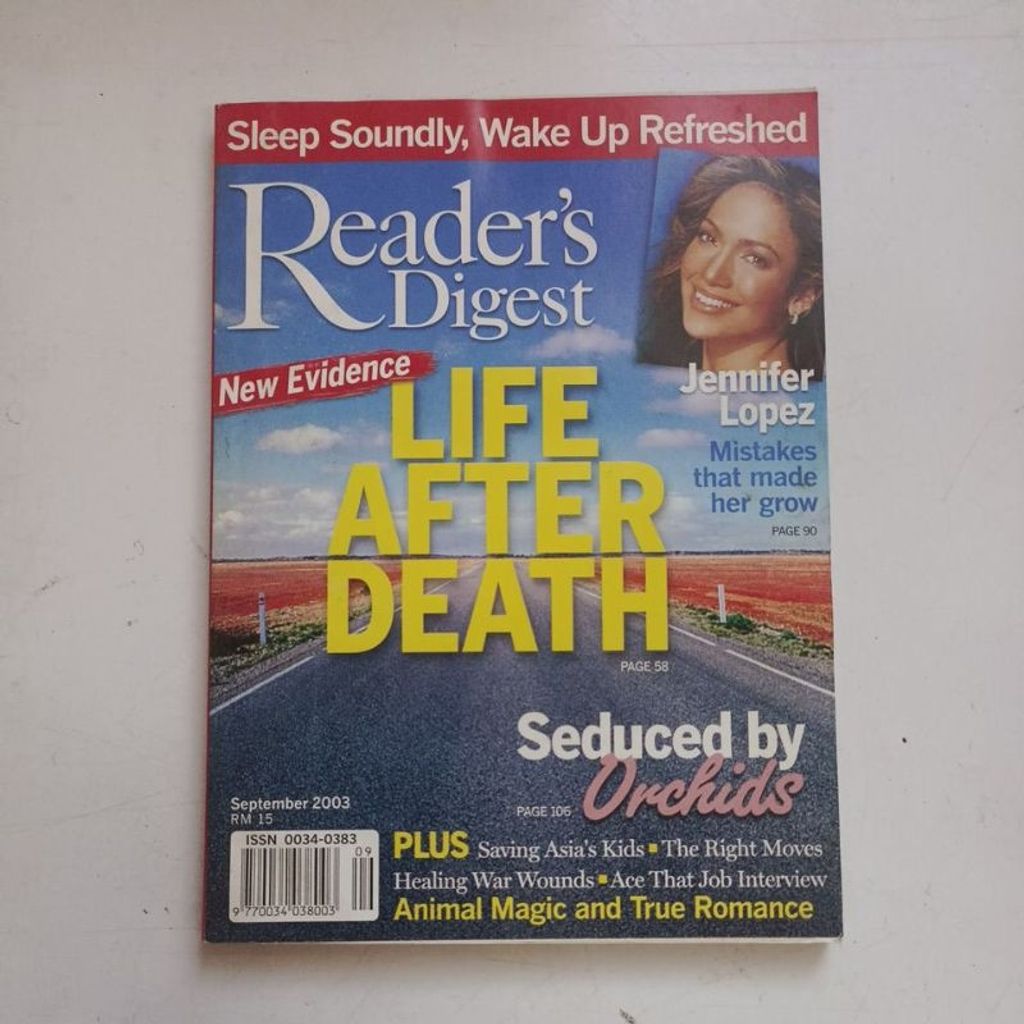 Sleep Soundly, Wake Up Refreshed
Reader's
Digest
New Evidence
LIFE
AFTER
DEATH
PAGE 58
Jennifer
Lopez
Mistakes
that made
her grow
PAGE 90
Seduced by
Orchids
PAGE 106
September 2003
RM 15
ISSN 0034-0383
09
9 770034 038003
PLUS Saving Asia's Kids ▪ The Right Moves
Healing War Wounds ▪ Ace That Job Interview
Animal Magic and True Romance